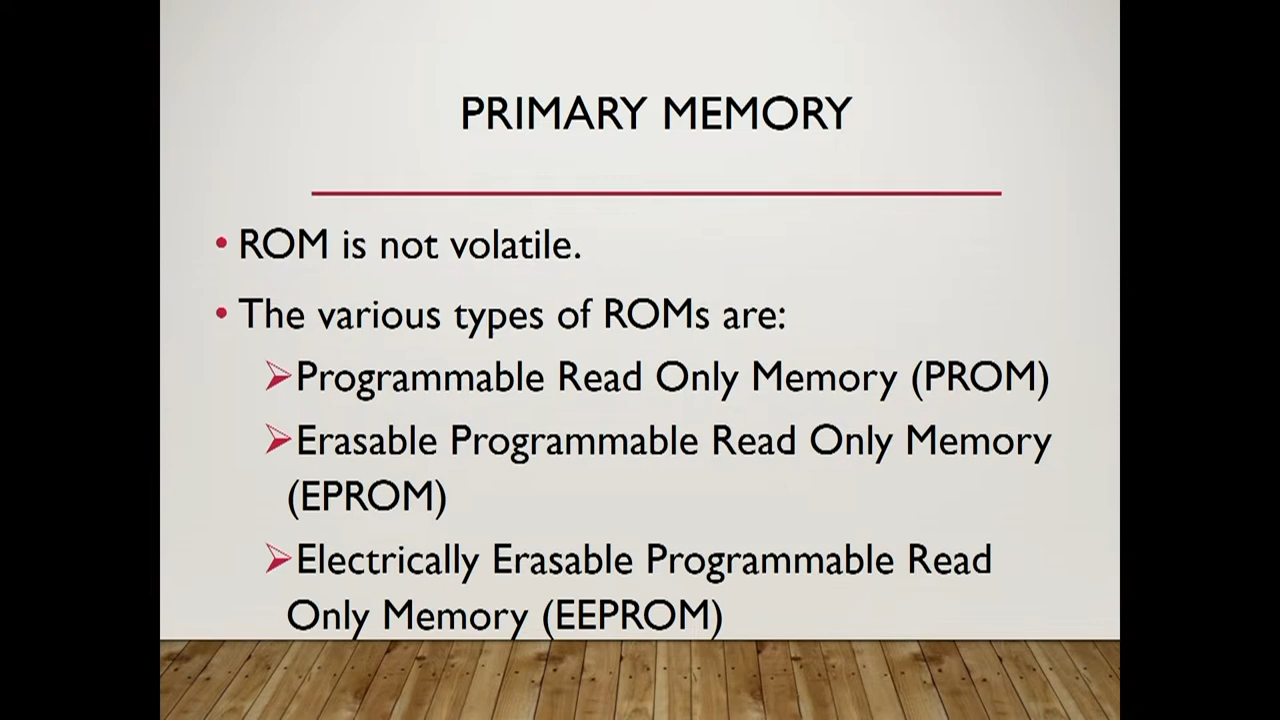 PRIMARY MEMORY
• ROM is not volatile.
• The various types of ROMs are:
➢Programmable Read Only Memory (PROM)
➢Erasable Programmable Read Only Memory
(EPROM)
➢Electrically Erasable Programmable Read
Only Memory (EEPROM)